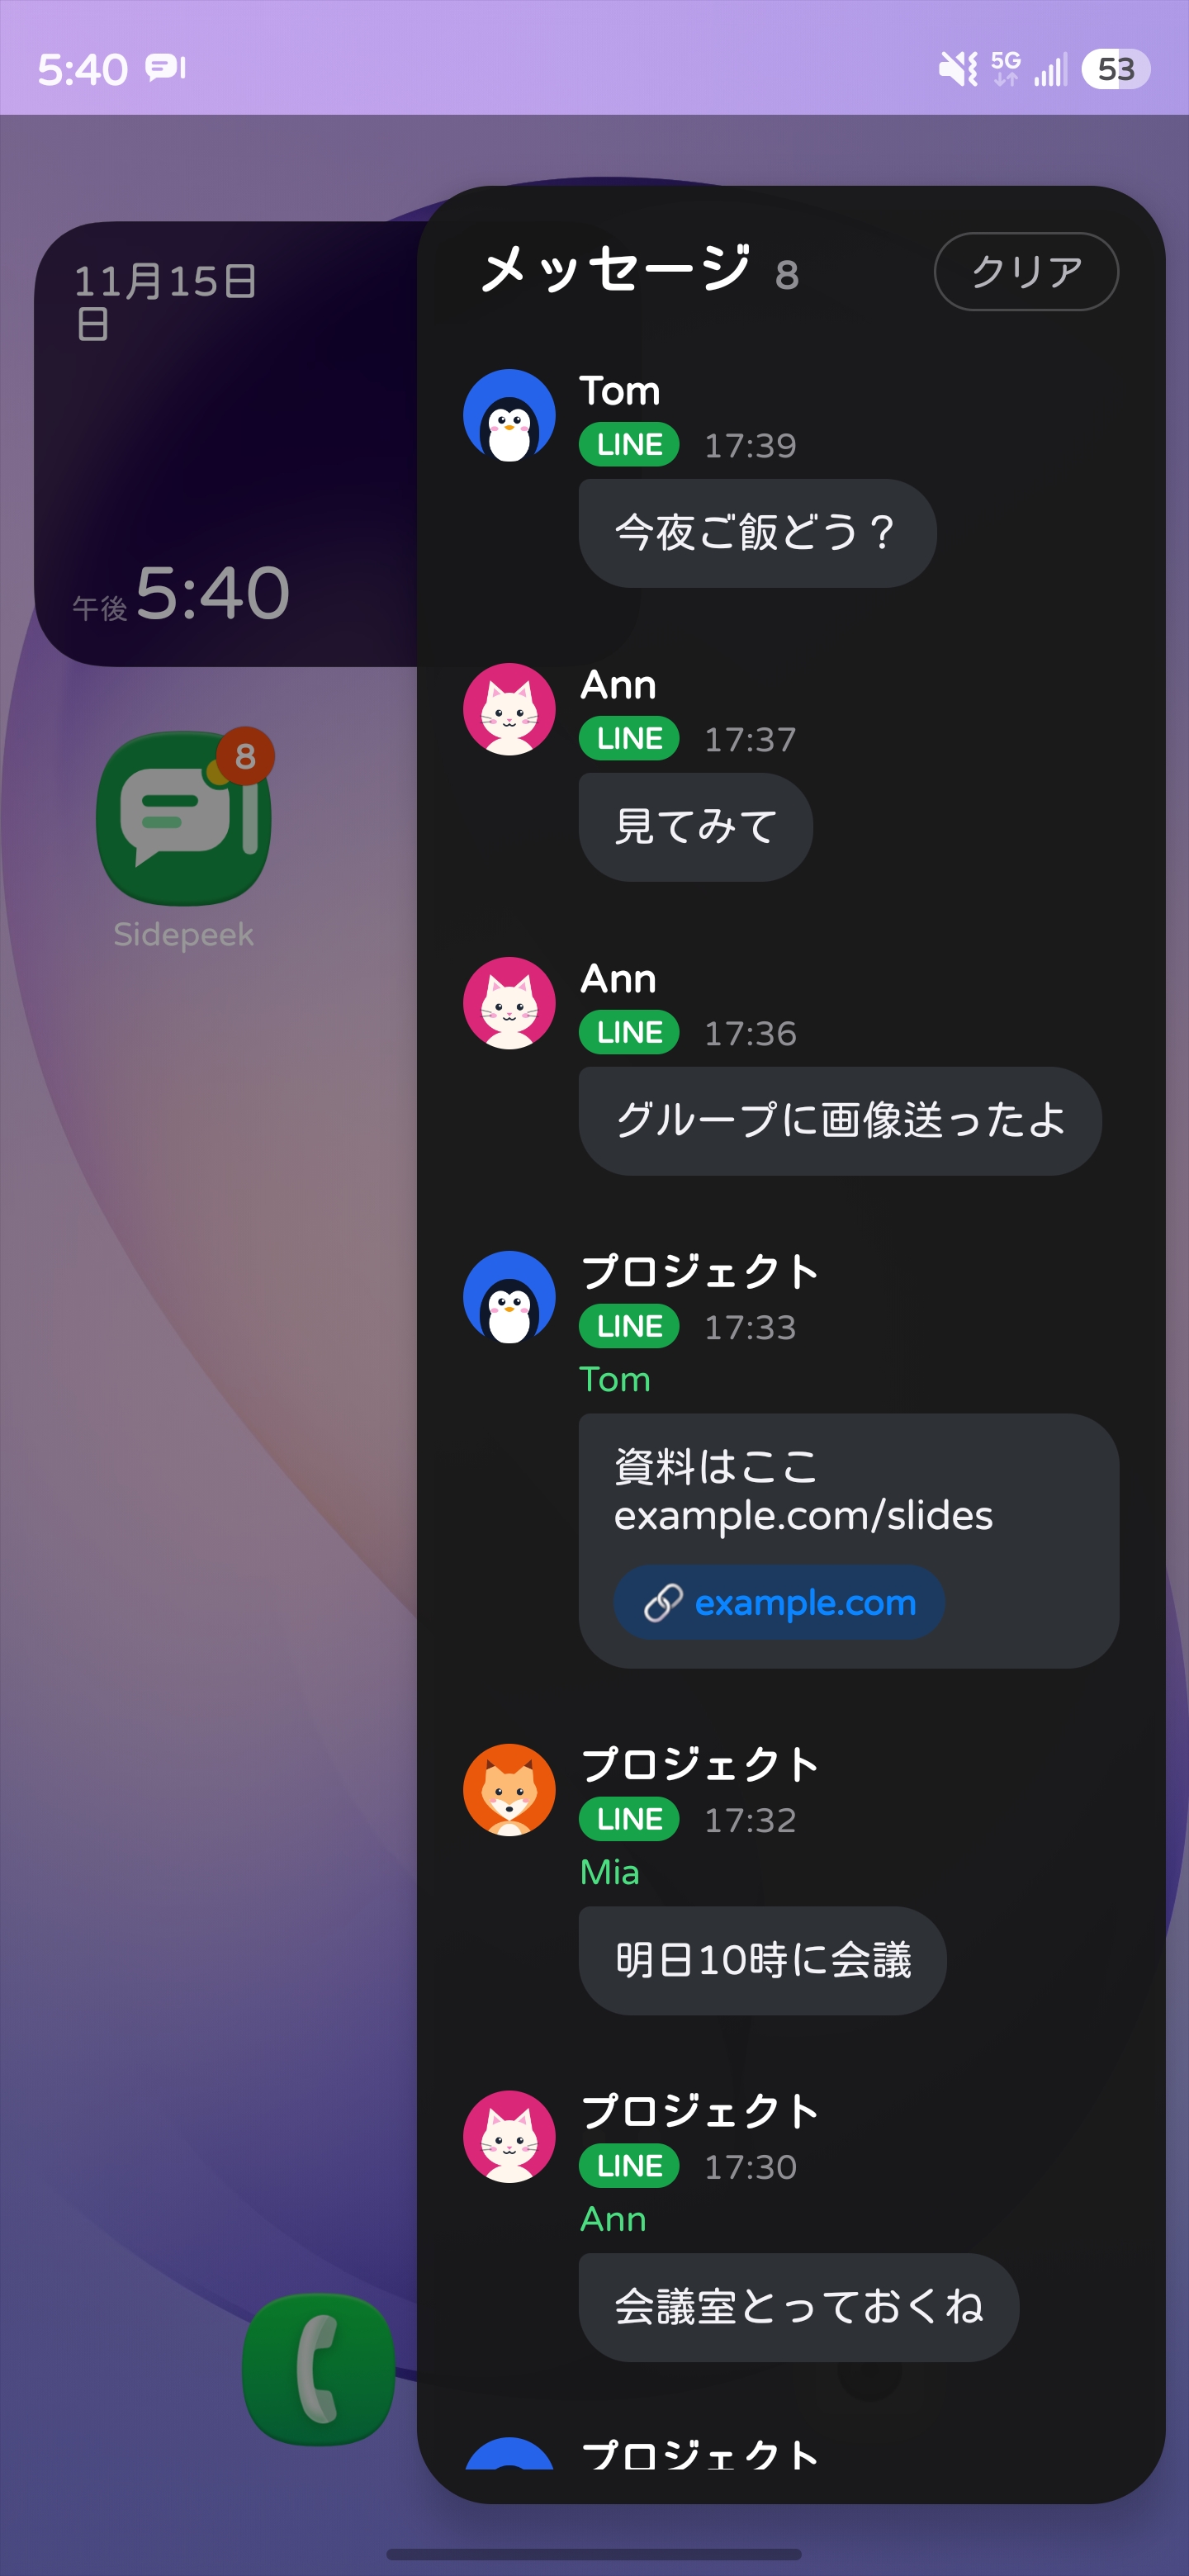 5:40
5G
53
11月15日
日
午後 5:40
8
Sidepeek
メッセージ 8
クリア
Tom
LINE 17:39
今夜ご飯どう？
Ann
LINE 17:37
見てみて
Ann
LINE 17:36
グループに画像送ったよ
プロジェクト
LINE 17:33
Tom
資料はここ
example.com/slides
example.com
プロジェクト
LINE 17:32
Mia
明日10時に会議
プロジェクト
LINE 17:30
Ann
会議室とっておくね
プロジェクト